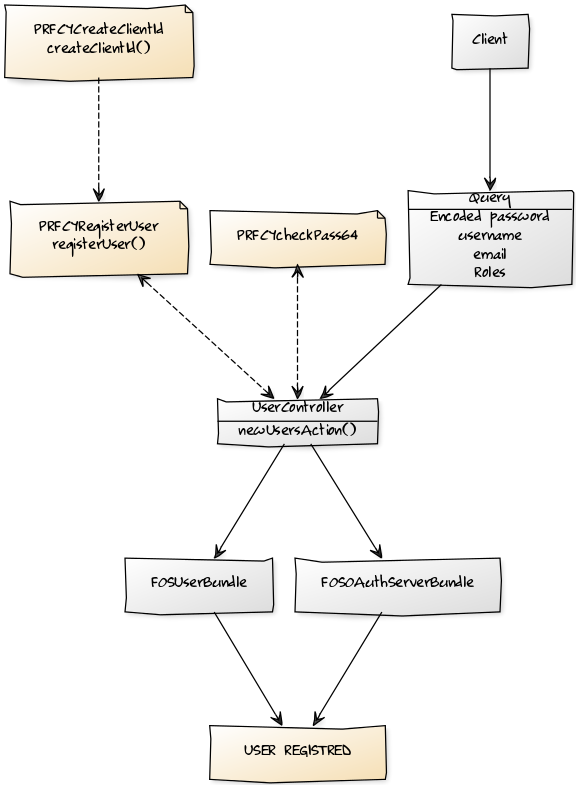 PRFCYCreateClientId
createClientId()
Client
Query
Encoded password
username
email
Roles
PRFCYRegisterUser
registerUser()
PRFCYcheckPass64
UserController
newUsersAction()
FOSUserBundle
FOSOAuthServerBundle
USER REGISTRED